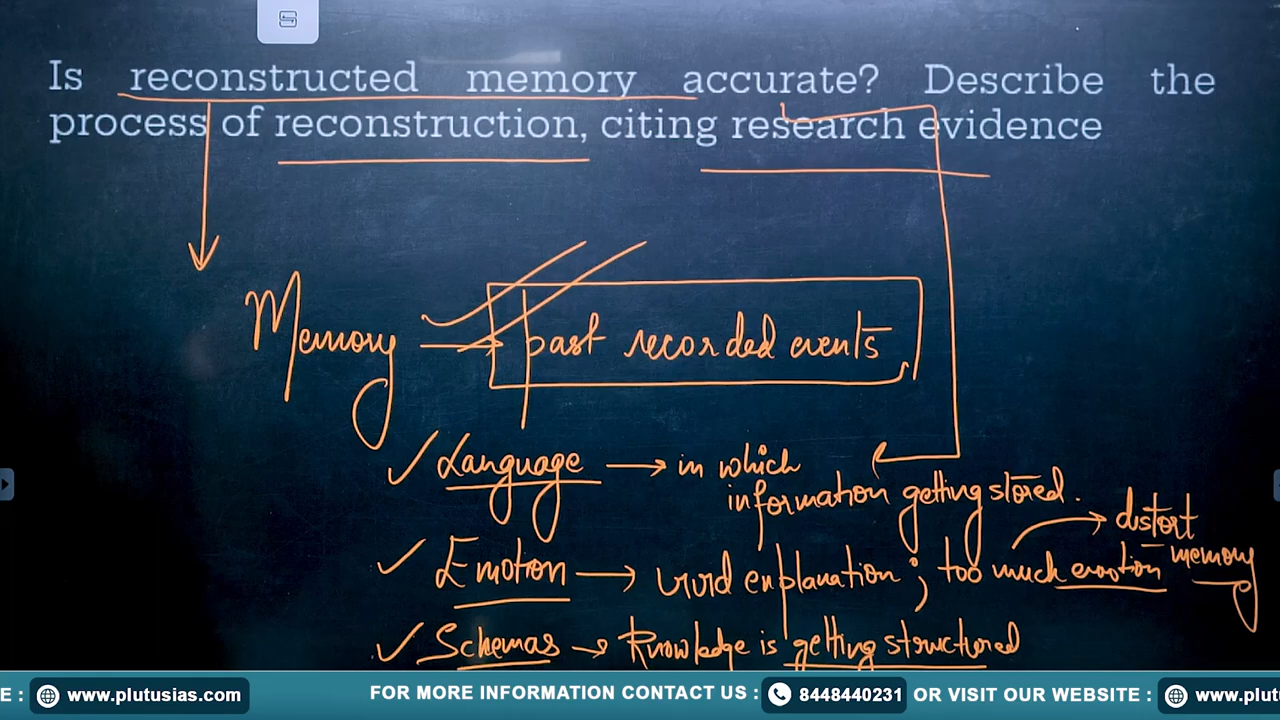 Is reconstructed memory accurate? Describe the
process of reconstruction, citing research evidence
Memory → past recorded events
✓ Language → in which
information getting stored.
✓ Emotion → vivid explanation; too much emotion → distort memory
✓ Schemas → Knowledge is getting structured
E : www.plutusias.com FOR MORE INFORMATION CONTACT US : 8448440231 OR VISIT OUR WEBSITE : www.pl